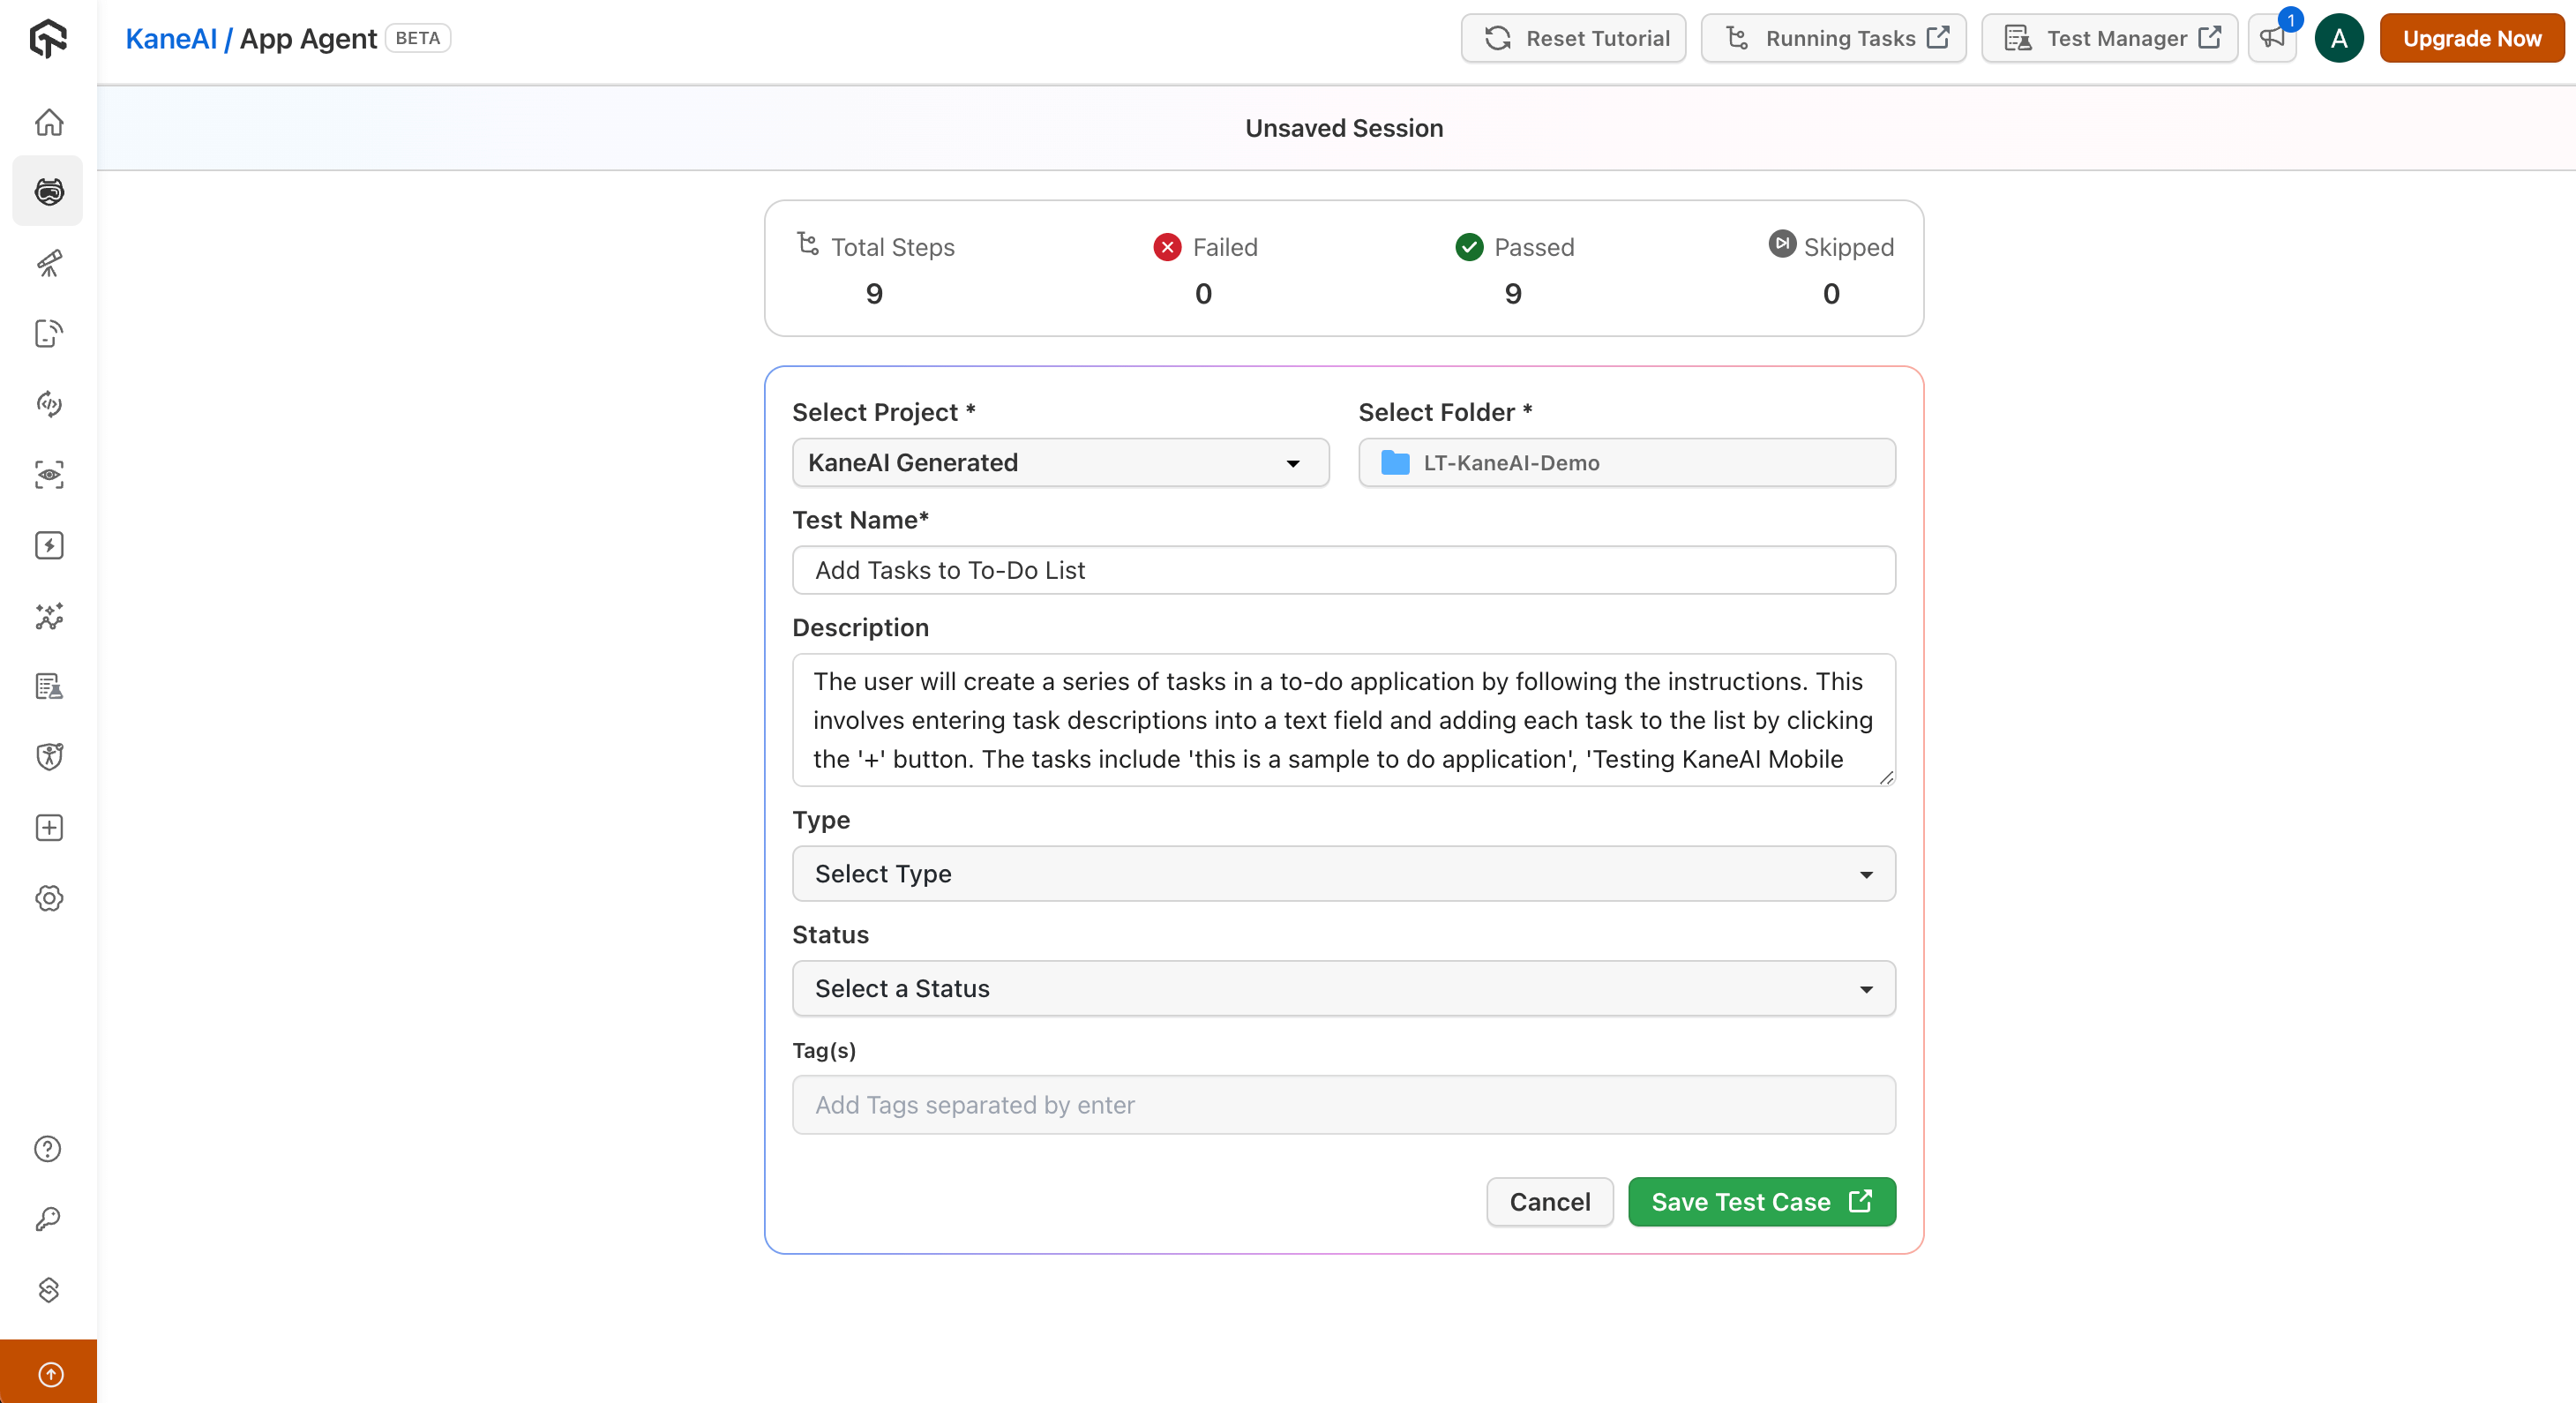 KaneAI / App Agent BETA
Reset Tutorial
Running Tasks
Test Manager
1
A
Upgrade Now
Unsaved Session
Total Steps
9
Failed
0
Passed
9
Skipped
0
Select Project *
KaneAI Generated
Select Folder *
LT-KaneAI-Demo
Test Name*
Add Tasks to To-Do List
Description
The user will create a series of tasks in a to-do application by following the instructions. This
involves entering task descriptions into a text field and adding each task to the list by clicking
the '+' button. The tasks include 'this is a sample to do application', 'Testing KaneAI Mobile
Type
Select Type
Status
Select a Status
Tag(s)
Add Tags separated by enter
Cancel
Save Test Case